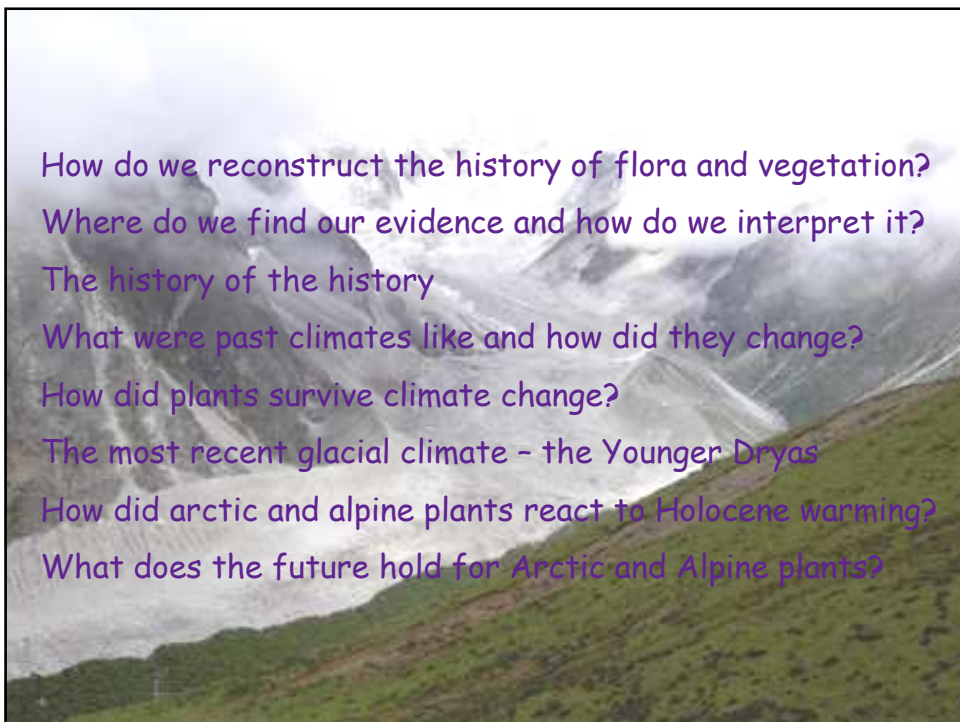 How do we reconstruct the history of flora and vegetation?
Where do we find our evidence and how do we interpret it?
The history of the history
What were past climates like and how did they change?
How did plants survive climate change?
The most recent glacial climate – the Younger Dryas
How did arctic and alpine plants react to Holocene warming?
What does the future hold for Arctic and Alpine plants?